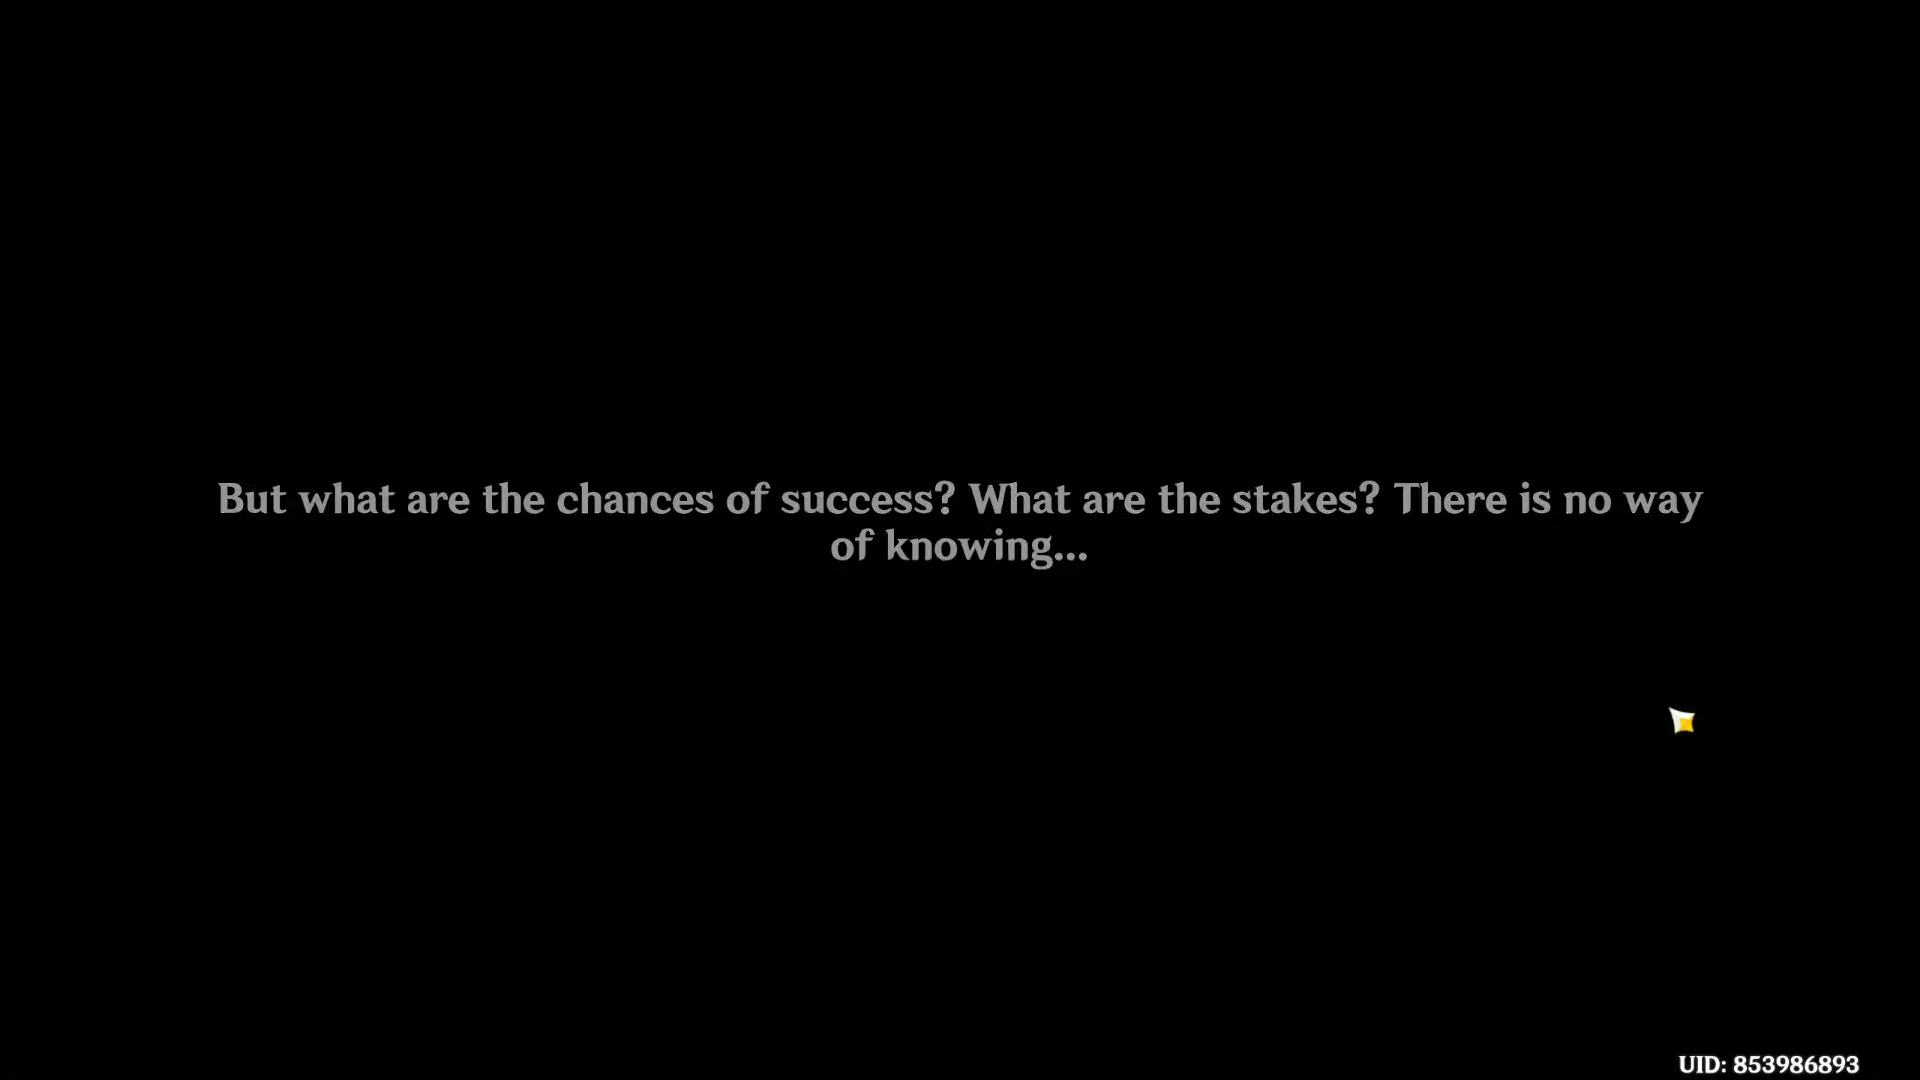 But what are the chances of success? What are the stakes? There is no way
of knowing...
UID: 853986893